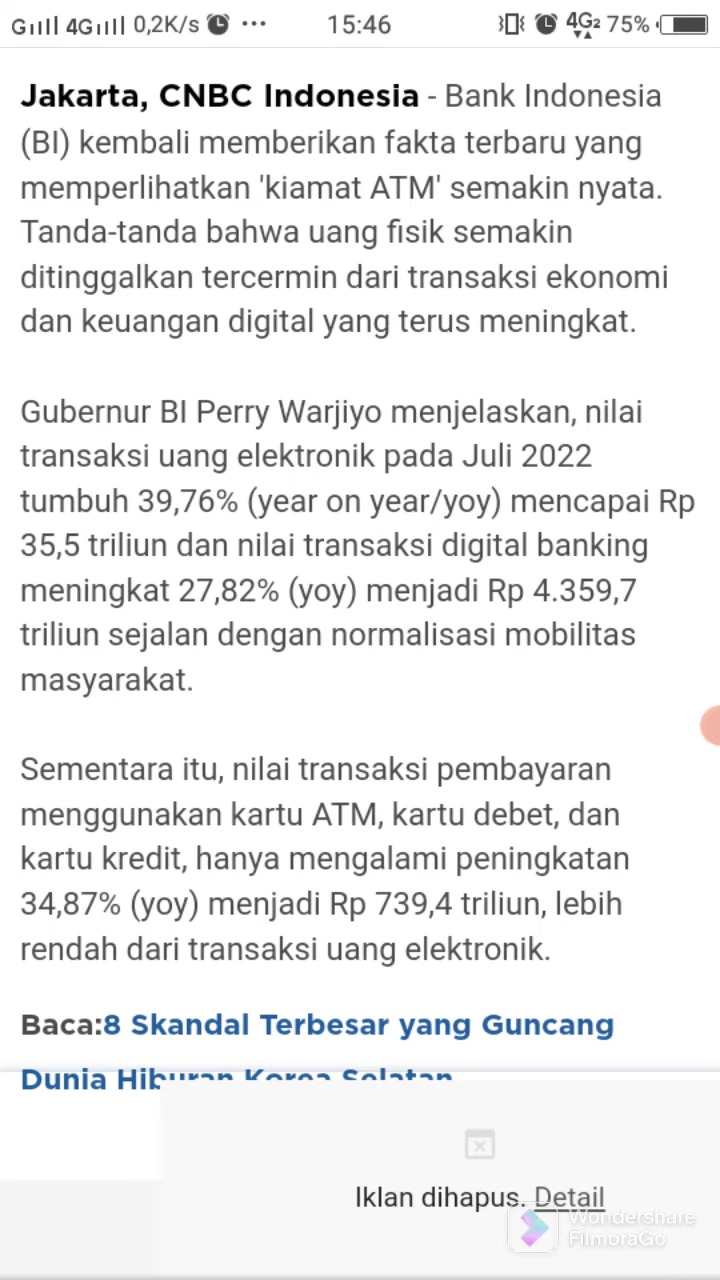 4G 0,2K/s ... 15:46 4G2 75%
Jakarta, CNBC Indonesia - Bank Indonesia
(BI) kembali memberikan fakta terbaru yang
memperlihatkan 'kiamat ATM' semakin nyata.
Tanda-tanda bahwa uang fisik semakin
ditinggalkan tercermin dari transaksi ekonomi
dan keuangan digital yang terus meningkat.
Gubernur BI Perry Warjiyo menjelaskan, nilai
transaksi uang elektronik pada Juli 2022
tumbuh 39,76% (year on year/yoy) mencapai Rp
35,5 triliun dan nilai transaksi digital banking
meningkat 27,82% (yoy) menjadi Rp 4.359,7
triliun sejalan dengan normalisasi mobilitas
masyarakat.
Sementara itu, nilai transaksi pembayaran
menggunakan kartu ATM, kartu debet, dan
kartu kredit, hanya mengalami peningkatan
34,87% (yoy) menjadi Rp 739,4 triliun, lebih
rendah dari transaksi uang elektronik.
Baca:8 Skandal Terbesar yang Guncang
Dunia Hiburan Korea Selatan
Iklan dihapus. Detail
Wondershare
FilmoraGo